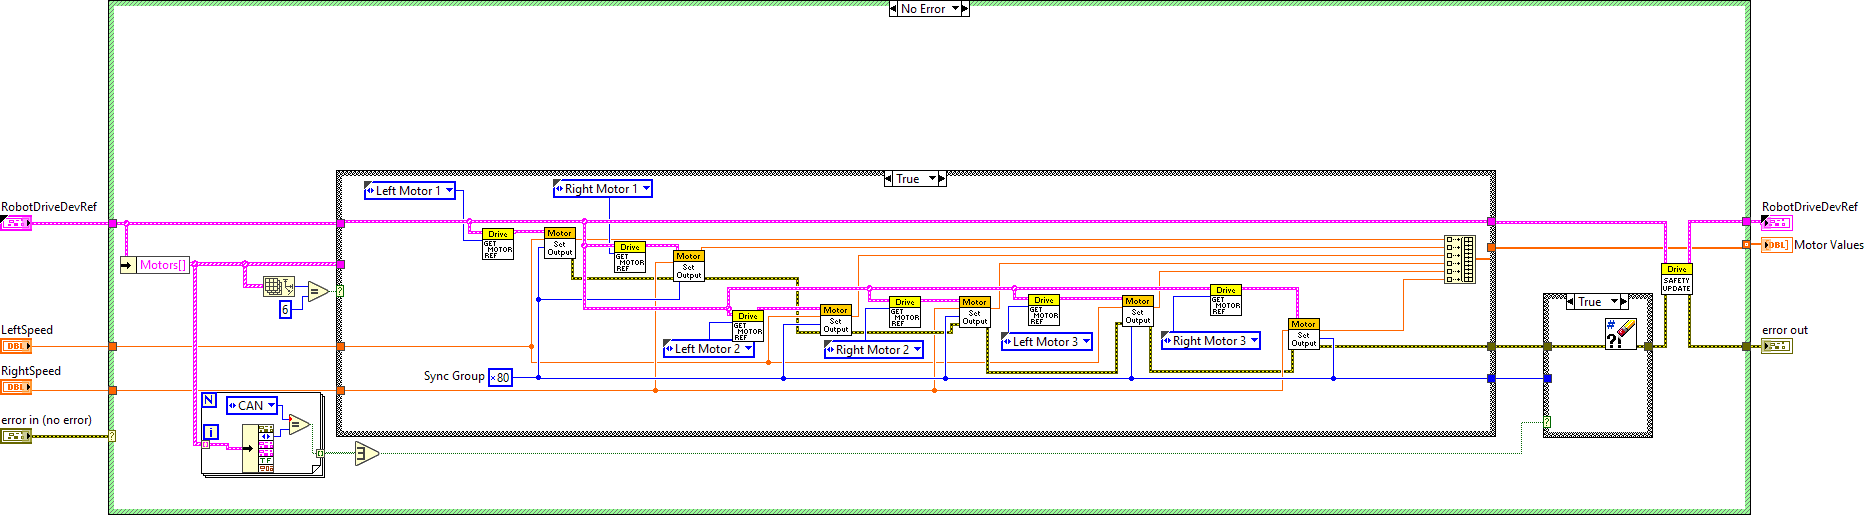 No Error
True
Left Motor 1
Right Motor 1
RobotDriveDevRef
RobotDriveDevRef
Drive
GET
MOTOR
REF
Motor
Set
Output
Drive
GET
MOTOR
REF
Motor
Set
Output
DBL
Motor Values
Motors[]
Drive
SAFETY
UPDATE
6
Drive
GET
MOTOR
REF
Motor
Set
Output
Drive
GET
MOTOR
REF
Motor
Set
Output
Drive
GET
MOTOR
REF
Motor
Set
Output
Drive
GET
MOTOR
REF
Motor
Set
Output
True
#
?!
LeftSpeed
DBL
Left Motor 2
Right Motor 2
Left Motor 3
Right Motor 3
error out
RightSpeed
DBL
Sync Group
x80
N
CAN
error in (no error)
i
TF